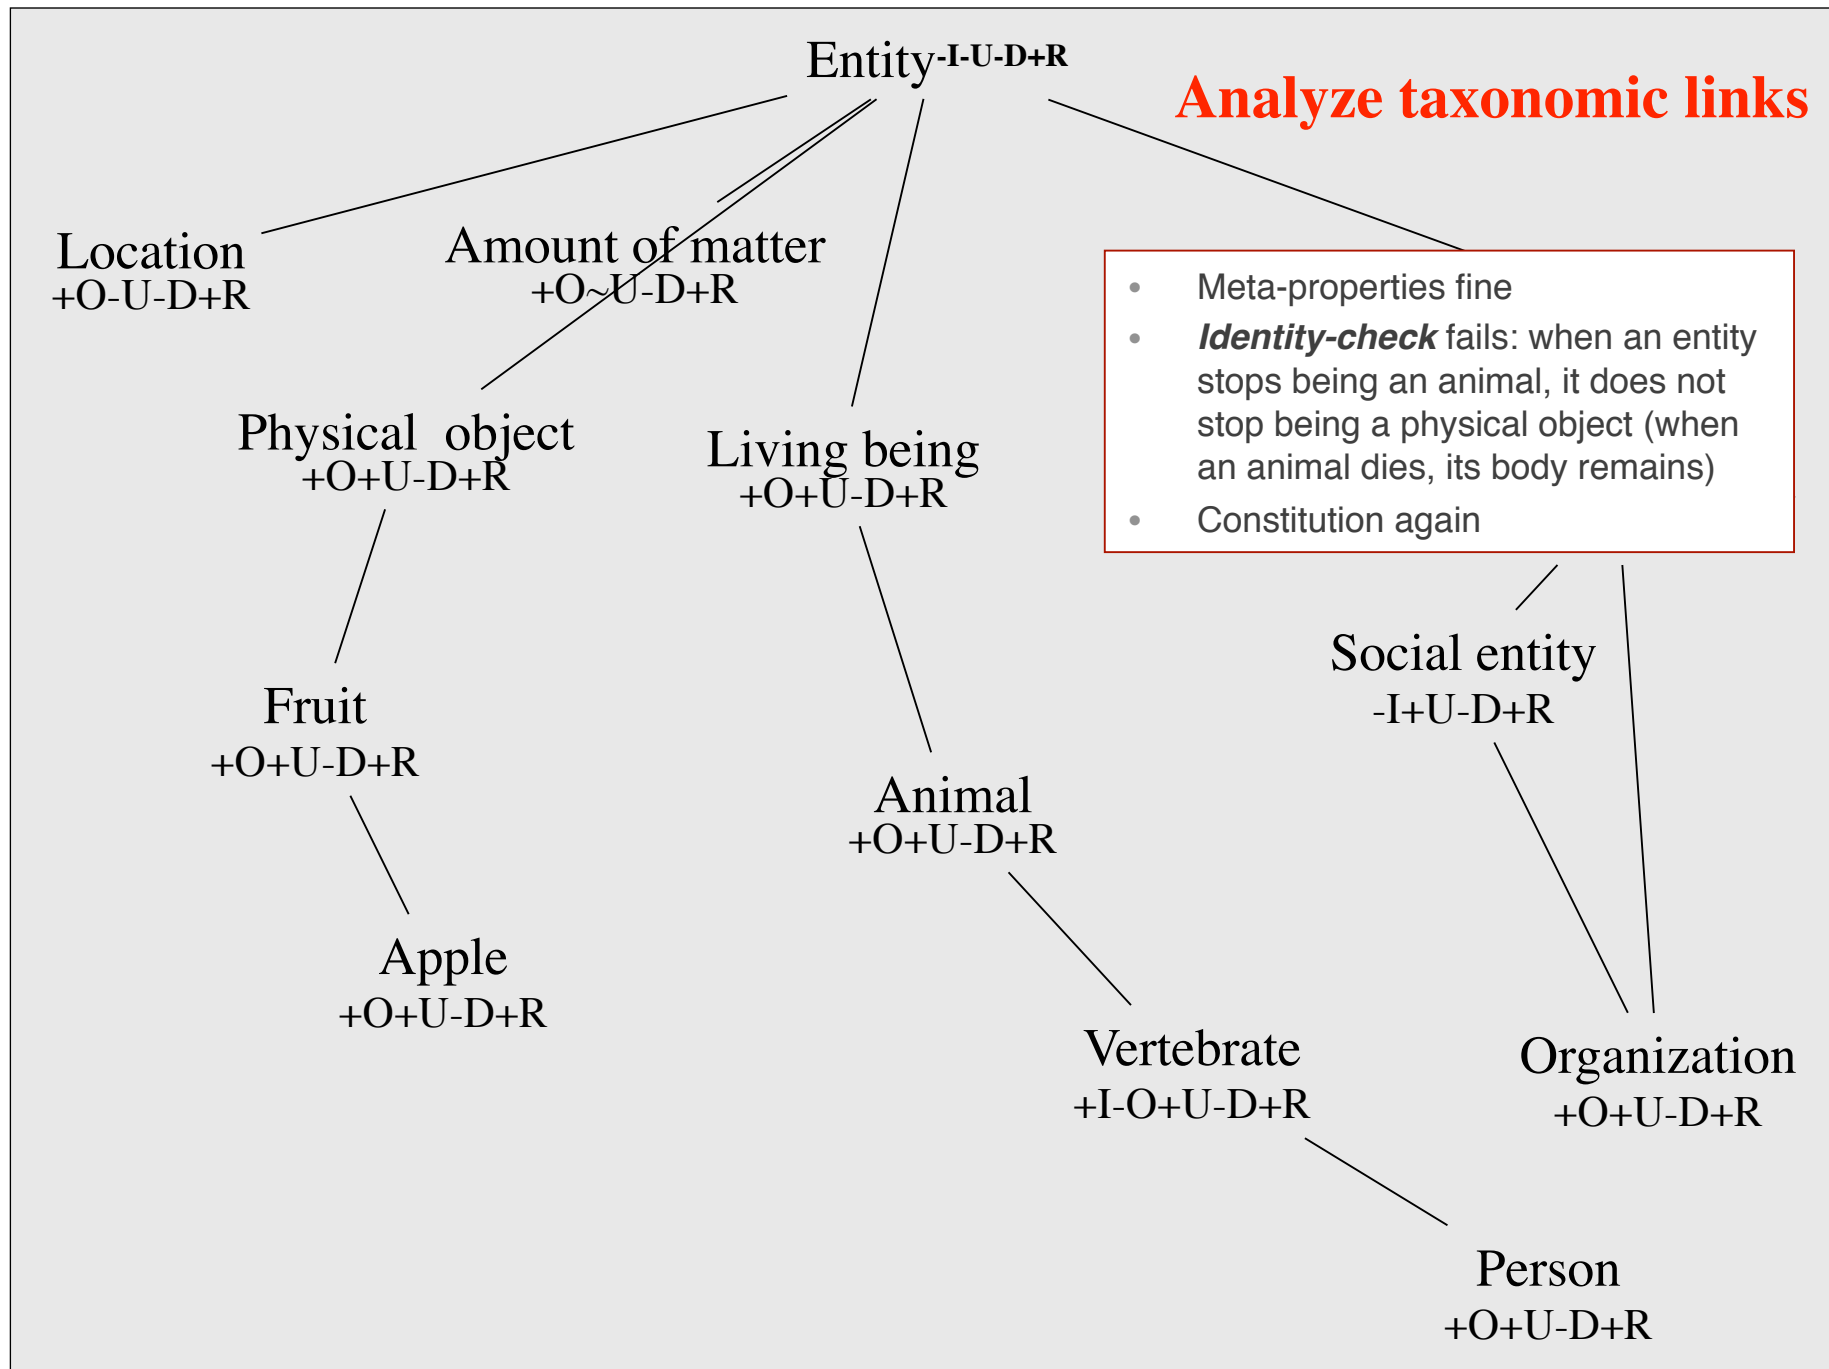 Entity-I-U-D+R
Analyze taxonomic links
Location
+O-U-D+R
Amount of matter
+O~U-D+R
• Meta-properties fine
• Identity-check fails: when an entity
stops being an animal, it does not
stop being a physical object (when
an animal dies, its body remains)
• Constitution again
Physical object
+O+U-D+R
Living being
+O+U-D+R
Social entity
-I+U-D+R
Fruit
+O+U-D+R
Animal
+O+U-D+R
Apple
+O+U-D+R
Vertebrate
+I-O+U-D+R
Organization
+O+U-D+R
Person
+O+U-D+R